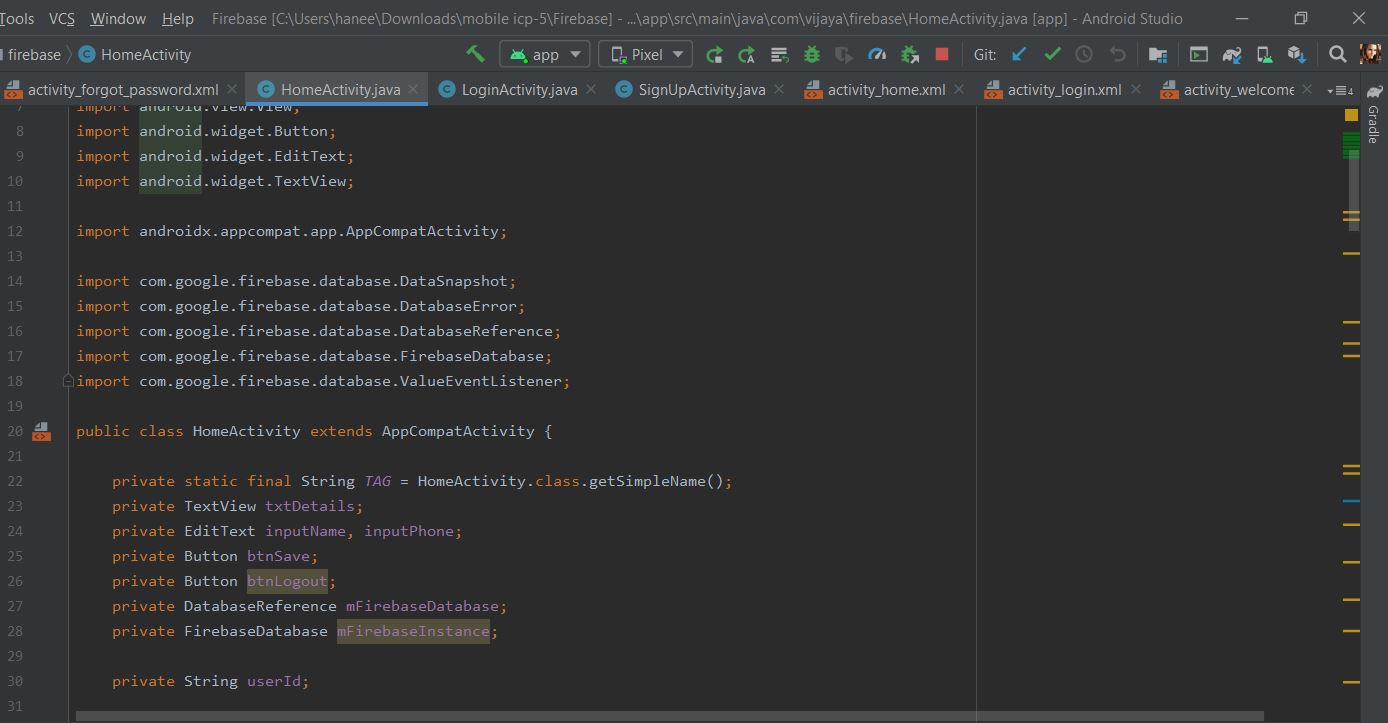 Tools VCS Window Help Firebase [C:\Users\hanee\Downloads\mobile icp-5\Firebase] - ...\app\src\main\java\com\vijaya\firebase\HomeActivity.java [app] - Android Studio
firebase HomeActivity app Pixel Git:
activity_forgot_password.xml HomeActivity.java LoginActivity.java SignUpActivity.java activity_home.xml activity_login.xml activity_welcome 4
Gradle
7 import android.view.View;
8 import android.widget.Button;
9 import android.widget.EditText;
10 import android.widget.TextView;
11
12 import androidx.appcompat.app.AppCompatActivity;
13
14 import com.google.firebase.database.DataSnapshot;
15 import com.google.firebase.database.DatabaseError;
16 import com.google.firebase.database.DatabaseReference;
17 import com.google.firebase.database.FirebaseDatabase;
18 import com.google.firebase.database.ValueEventListener;
19
20 public class HomeActivity extends AppCompatActivity {
21
22 private static final String TAG = HomeActivity.class.getSimpleName();
23 private TextView txtDetails;
24 private EditText inputName, inputPhone;
25 private Button btnSave;
26 private Button btnLogout;
27 private DatabaseReference mFirebaseDatabase;
28 private FirebaseDatabase mFirebaseInstance;
29
30 private String userId;
31